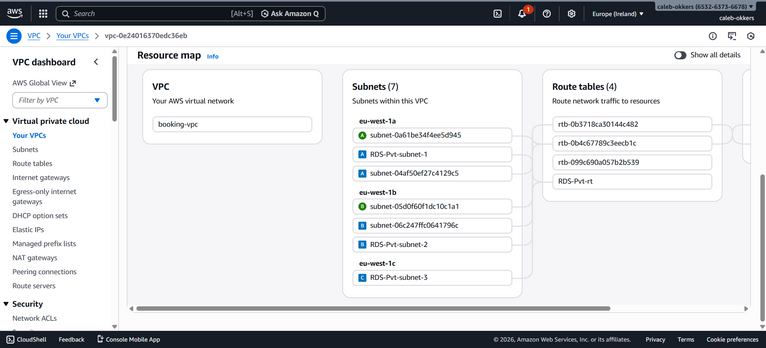 aws
Search
[Alt+S]
Ask Amazon Q
1
Europe (Ireland)
caleb-okkers (6532-6373-6678)
caleb-okkers
VPC
Your VPCs
vpc-0e24016370edc36eb
VPC dashboard
AWS Global View
Filter by VPC
Virtual private cloud
Your VPCs
Subnets
Route tables
Internet gateways
Egress-only internet
gateways
DHCP option sets
Elastic IPs
Managed prefix lists
NAT gateways
Peering connections
Route servers
Security
Network ACLs
Resource map Info
Show all details
VPC
Your AWS virtual network
booking-vpc
Subnets (7)
Subnets within this VPC
eu-west-1a
A subnet-0a61be34f4ee5d945
A RDS-Pvt-subnet-1
A subnet-04af50ef27c4129c5
eu-west-1b
B subnet-05d0f60f1dc10c1a1
B subnet-06c247ffc0641796c
B RDS-Pvt-subnet-2
eu-west-1c
C RDS-Pvt-subnet-3
Route tables (4)
Route network traffic to resources
rtb-0b3718ca30144c482
rtb-0b4c67789c3eecb1c
rtb-099c690a057b2b539
RDS-Pvt-rt
CloudShell
Feedback
Console Mobile App
© 2026, Amazon Web Services, Inc. or its affiliates.
Privacy
Terms
Cookie preferences